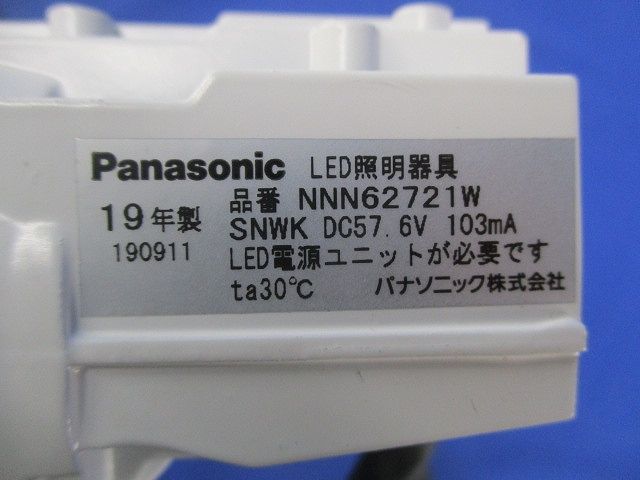 Panasonic LED照明器具
19年製 品番 NNN62721W
190911 SNWK DC57.6V 103mA
LED電源ユニットが必要です
ta30℃ パナソニック株式会社